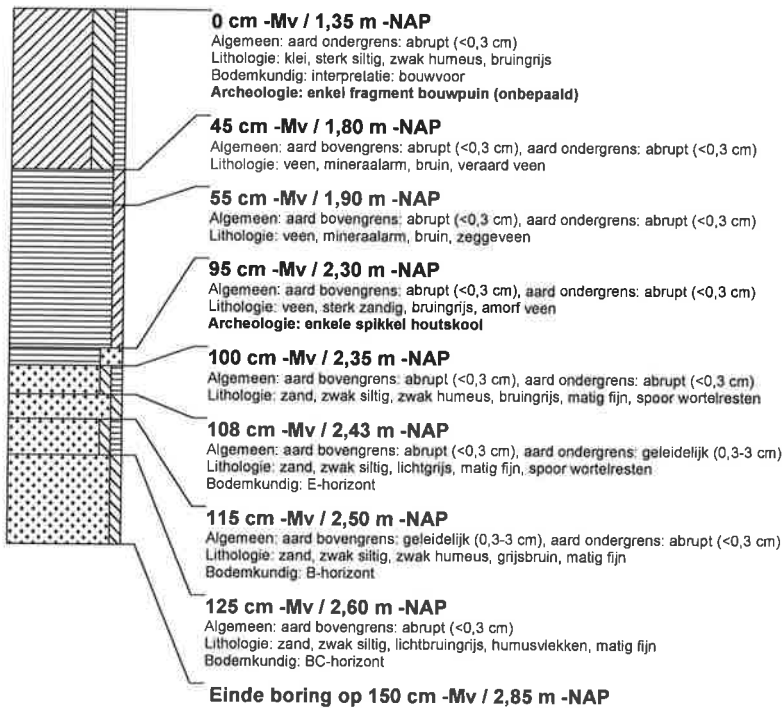 0 cm -Mv / 1,35 m -NAP
Algemeen: aard ondergrens: abrupt (<0,3 cm)
Lithologie: klei, sterk siltig, zwak humeus, bruingrijs
Bodemkundig: interpretatie: bouwvoor
Archeologie: enkel fragment bouwpuin (onbepaald)
45 cm -Mv / 1,80 m -NAP
Algemeen: aard bovengrens: abrupt (<0,3 cm), aard ondergrens: abrupt (<0,3 cm)
Lithologie: veen, mineraalarm, bruin, veraard veen
55 cm -Mv / 1,90 m -NAP
Algemeen: aard bovengrens: abrupt (<0,3 cm), aard ondergrens: abrupt (<0,3 cm)
Lithologie: veen, mineraalarm, bruin, zeggeveen
95 cm -Mv / 2,30 m -NAP
Algemeen: aard bovengrens: abrupt (<0,3 cm), aard ondergrens: abrupt (<0,3 cm)
Lithologie: veen, sterk zandig, bruingrijs, amorf veen
Archeologie: enkele spikkel houtskool
100 cm -Mv / 2,35 m -NAP
Algemeen: aard bovengrens: abrupt (<0,3 cm), aard ondergrens: abrupt (<0,3 cm)
Lithologie: zand, zwak siltig, zwak humeus, bruingrijs, matig fijn, spoor wortelresten
108 cm -Mv / 2,43 m -NAP
Algemeen: aard bovengrens: abrupt (<0,3 cm), aard ondergrens: geleidelijk (0,3-3 cm)
Lithologie: zand, zwak siltig, lichtgrijs, matig fijn, spoor wortelresten
Bodemkundig: E-horizont
115 cm -Mv / 2,50 m -NAP
Algemeen: aard bovengrens: geleidelijk (0,3-3 cm), aard ondergrens: abrupt (<0,3 cm)
Lithologie: zand, zwak siltig, zwak humeus, grijsbruin, matig fijn
Bodemkundig: B-horizont
125 cm -Mv / 2,60 m -NAP
Algemeen: aard bovengrens: abrupt (<0,3 cm)
Lithologie: zand, zwak siltig, lichtbruingrijs, humusvlekken, matig fijn
Bodemkundig: BC-horizont
Einde boring op 150 cm -Mv / 2,85 m -NAP